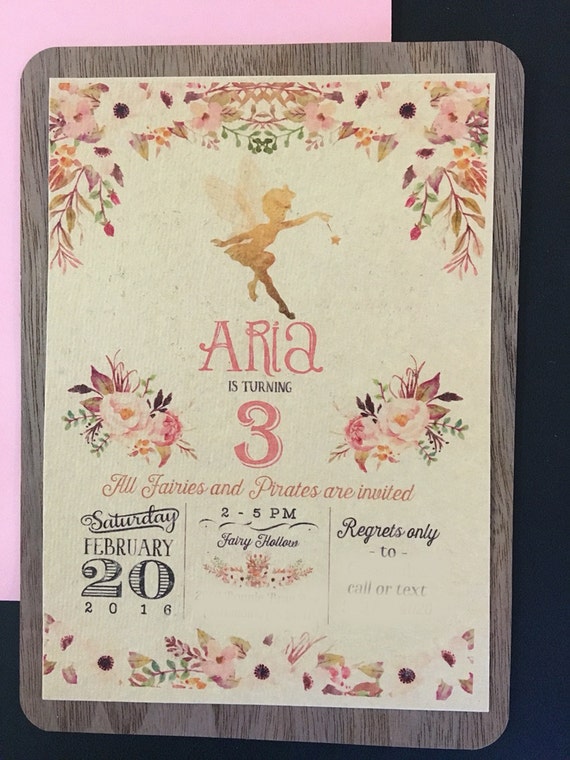 ARia
IS TURNING
3
All Fairies and Pirates are invited
Saturday
FEBRUARY
20
2016
2 - 5 PM
Fairy Hollow
Regrets only
- to -
call or text